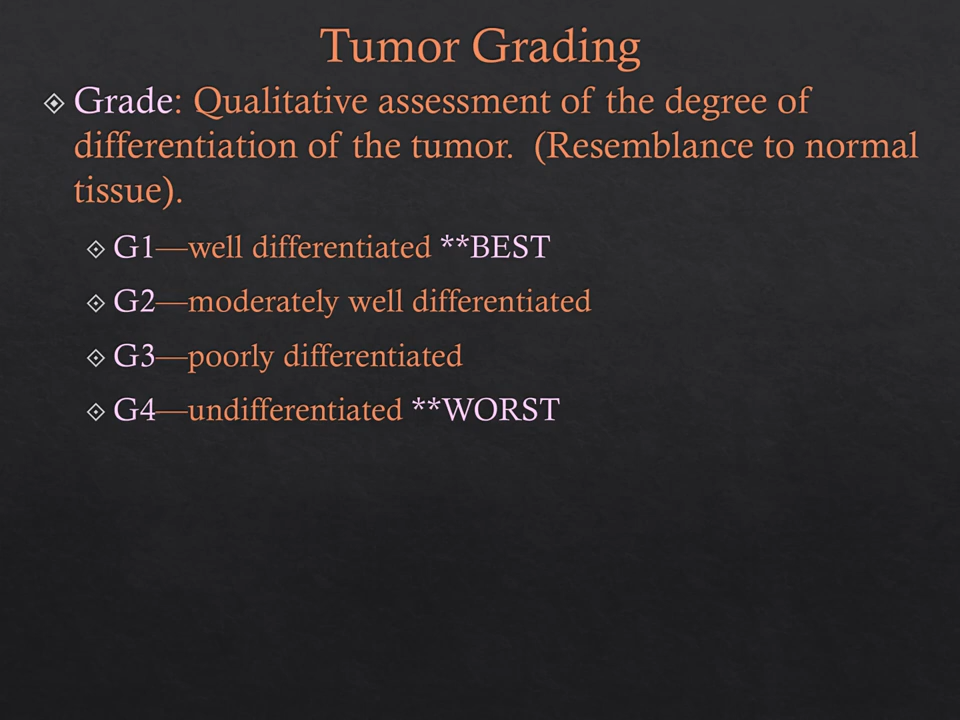 Tumor Grading
Grade: Qualitative assessment of the degree of
differentiation of the tumor.  (Resemblance to normal
tissue).
G1—well differentiated **BEST
G2—moderately well differentiated
G3—poorly differentiated
G4—undifferentiated **WORST